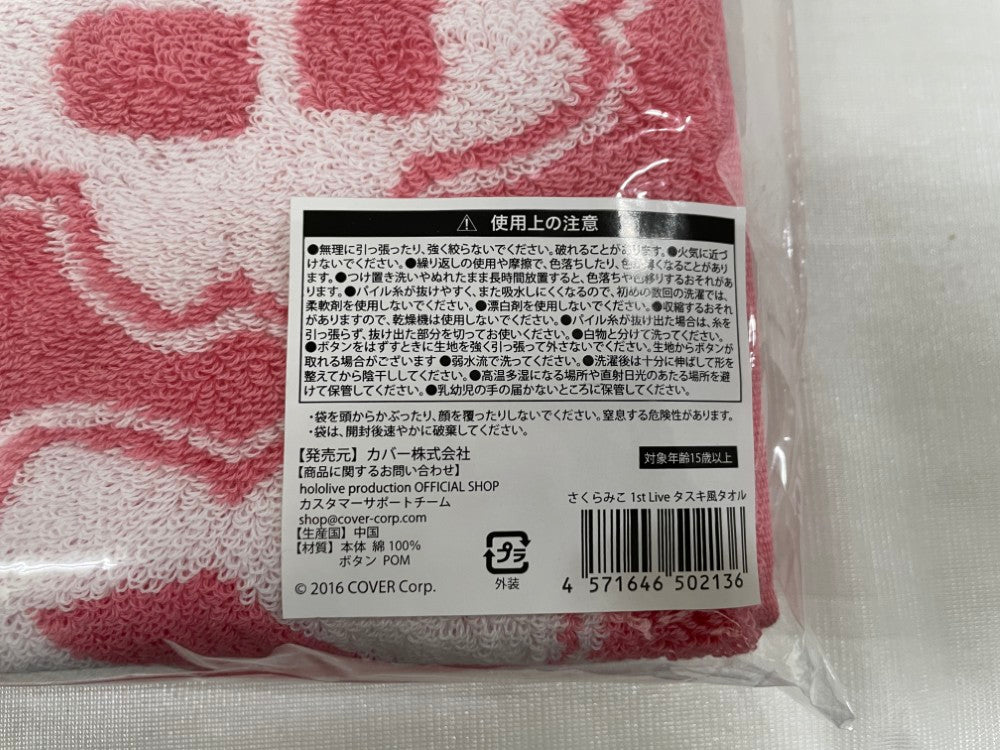 ⚠ 使用上の注意
●無理に引っ張ったり、強く絞らないでください。破れることがあります。●火気に近づ
けないでください。●繰り返しの使用や摩擦で、色落ちしたり、色が薄くなることがあり
ます。●つけ置き洗いやぬれたまま長時間放置すると、色落ちや色移りするおそれがあ
ります。●パイル糸が抜けやすく、また吸水しにくくなるので、初めの数回の洗濯では、
柔軟剤を使用しないでください。●漂白剤を使用しないでください。●収縮するおそれ
がありますので、乾燥機は使用しないでください。●パイル糸が抜け出た場合は、糸を
引っ張らず、抜け出た部分を切ってお使いください。●白物と分けて洗ってください。
●ボタンをはずすときに生地を強く引っ張って外さないでください。生地からボタンが
取れる場合がございます●弱水流で洗ってください。●洗濯後は十分に伸ばして形を
整えてから陰干ししてください。●高温多湿になる場所や直射日光のあたる場所を避
けて保管してください。●乳幼児の手の届かないところに保管してください。
・袋を頭からかぶったり、顔を覆ったりしないでください。窒息する危険性があります。
・袋は、開封後速やかに破棄してください。
【発売元】カバー株式会社
【商品に関するお問い合わせ】
hololive production OFFICIAL SHOP
カスタマーサポートチーム
shop@cover-corp.com
【生産国】中国
【材質】本体 綿100%
ボタン POM
© 2016 COVER Corp.
対象年齢15歳以上
さくらみこ 1st Live タスキ風タオル
プラ
外装
4 571646 502136